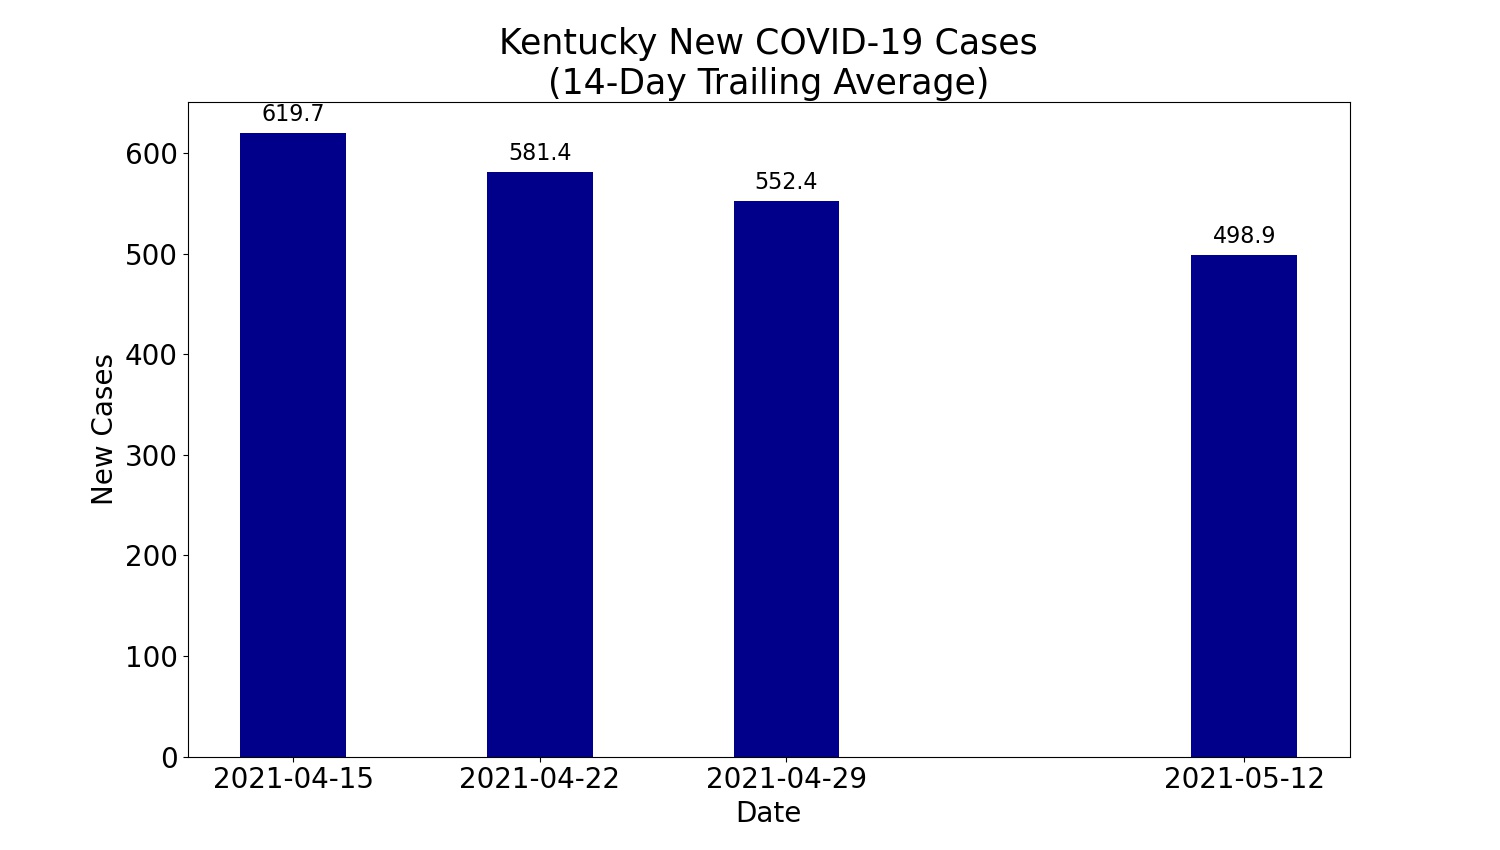 Kentucky New COVID-19 Cases
(14-Day Trailing Average)
619.7
581.4
552.4
498.9
600
500
400
300
200
100
0
New Cases
2021-04-15 2021-04-22 2021-04-29 2021-05-12
Date